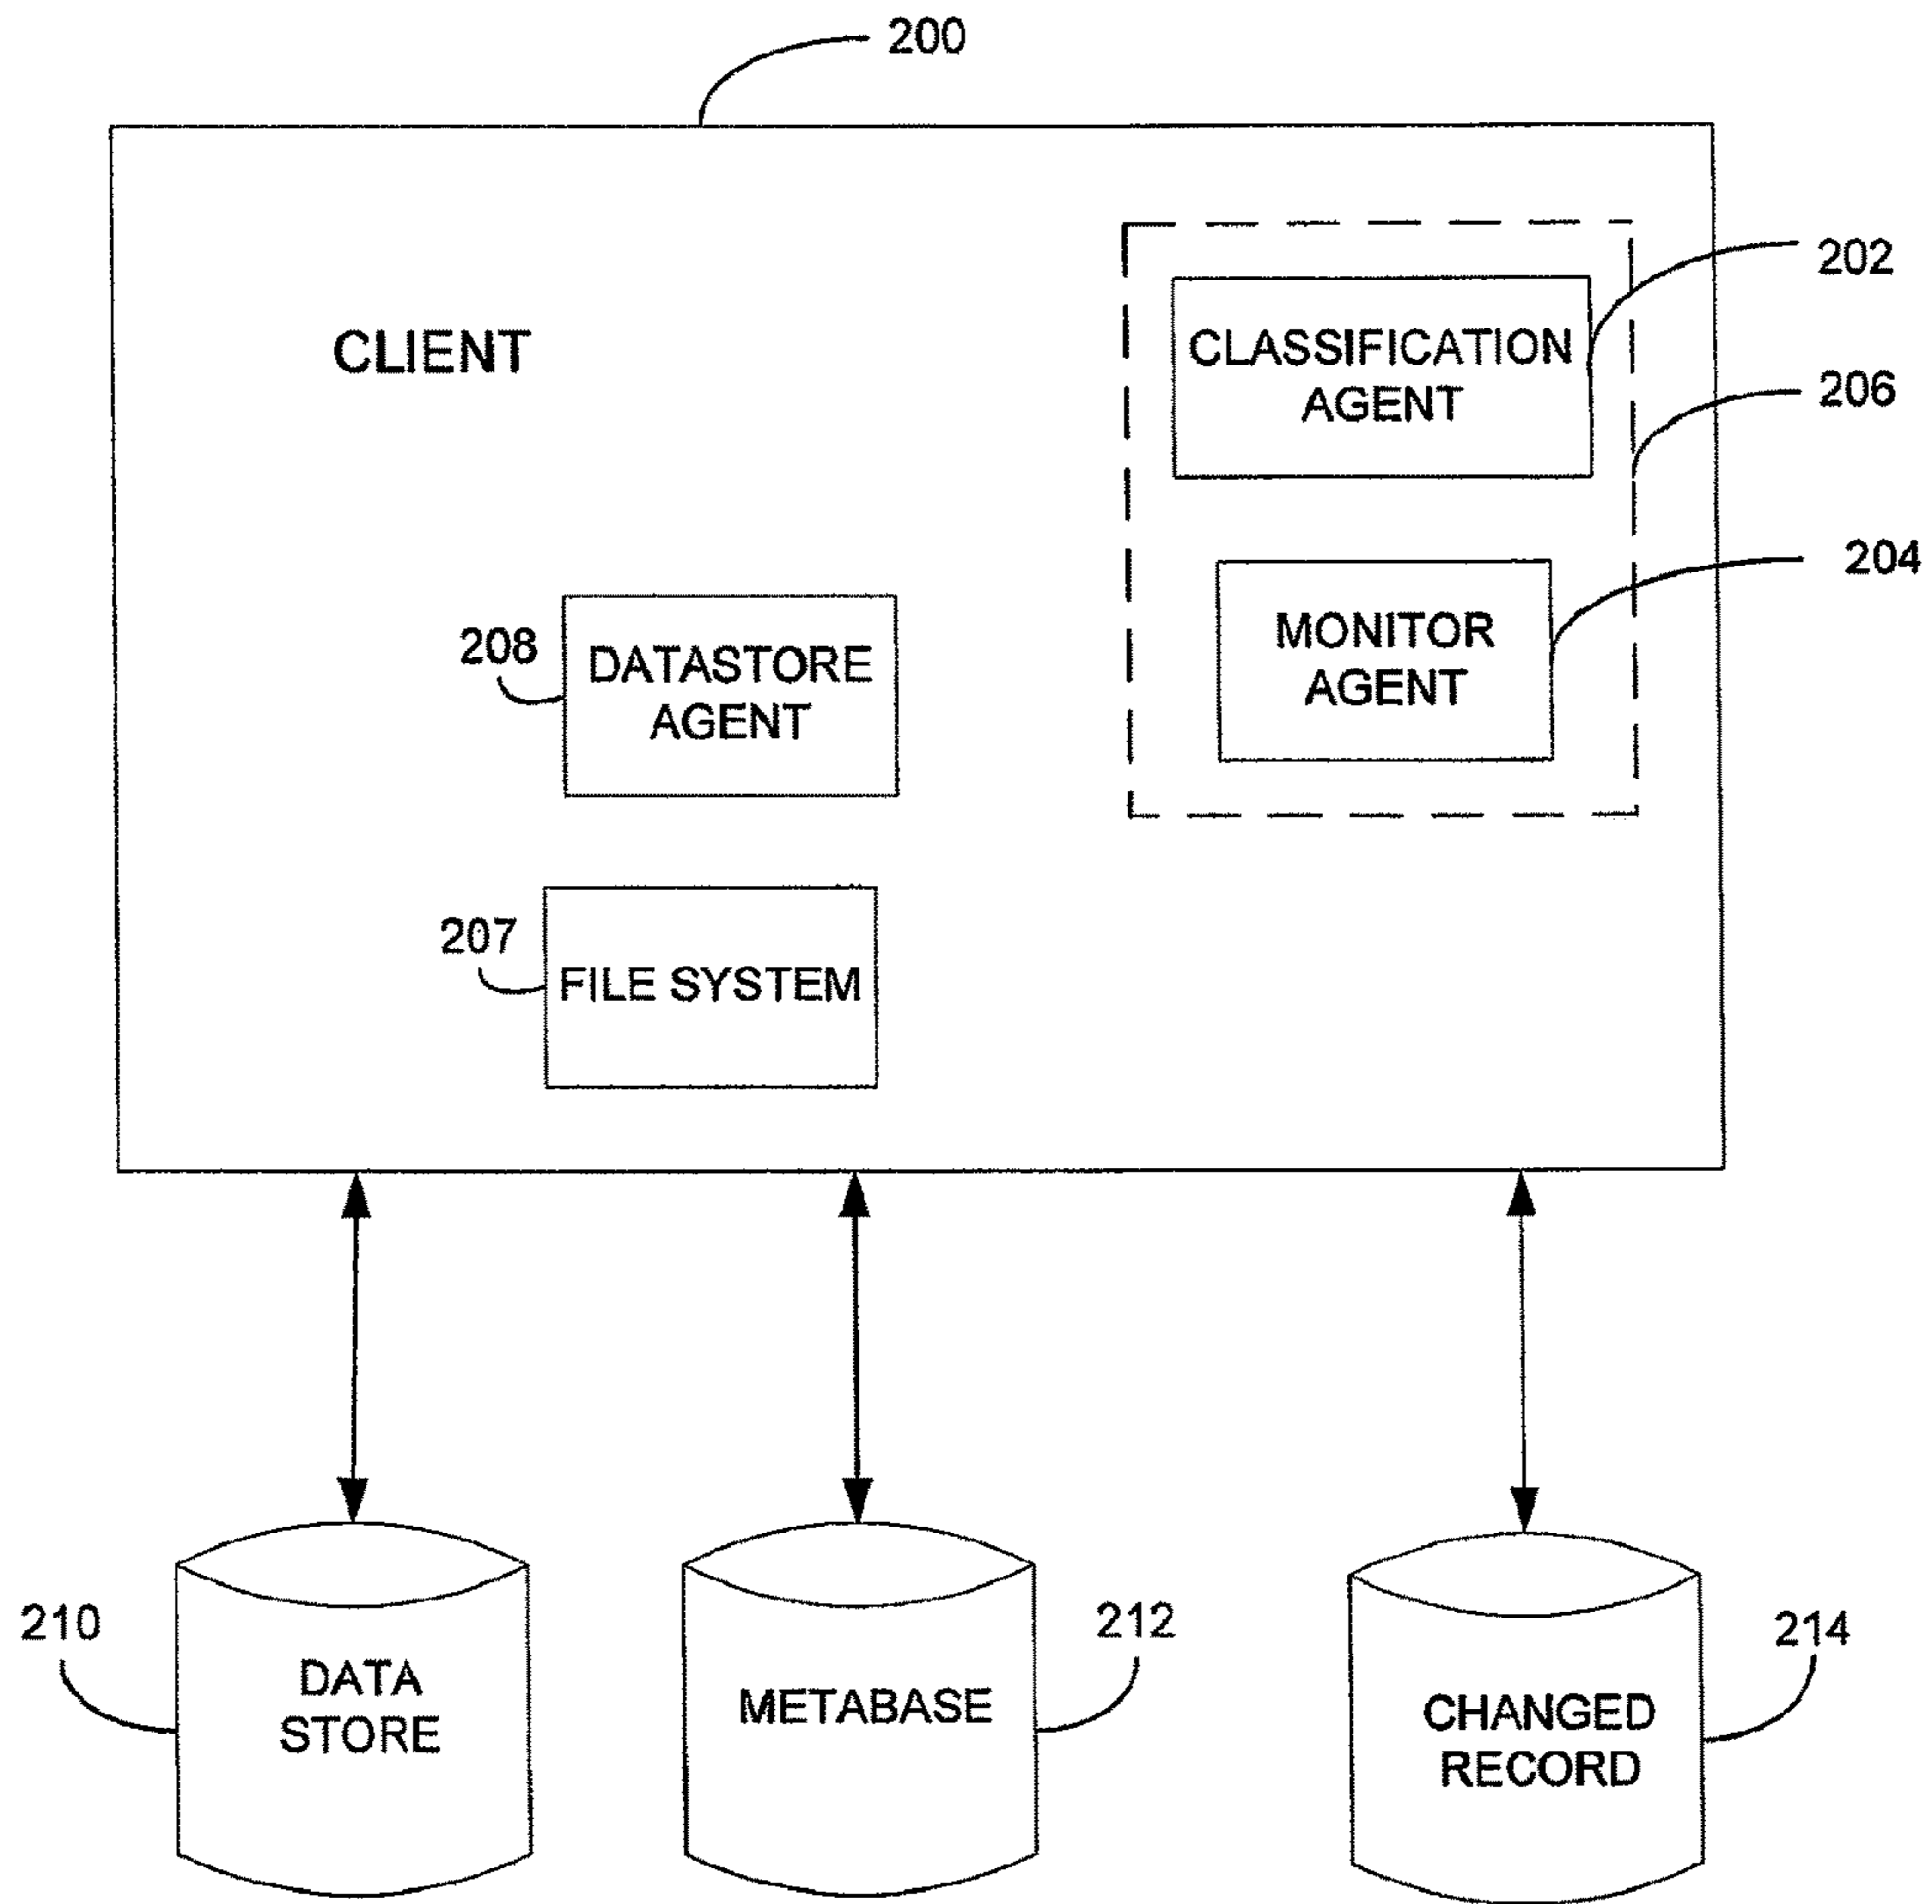 200
CLIENT
CLASSIFICATION
AGENT
202
206
MONITOR
AGENT
204
208
DATASTORE
AGENT
207
FILE SYSTEM
210
DATA
STORE
METABASE
212
CHANGED
RECORD
214